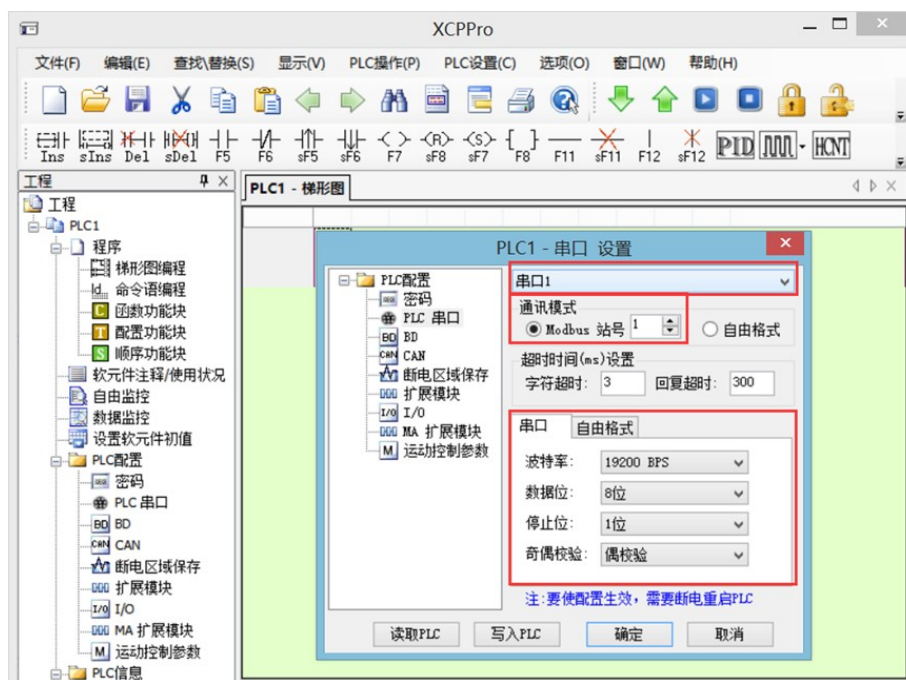 XCPPro
文件(F) 编辑(E) 查找\替换(S) 显示(V) PLC操作(P) PLC设置(C) 选项(O) 窗口(W) 帮助(H)
Ins sIns Del sDel F5 F6 sF5 sF6 F7 sF8 sF7 F8 F11 sF11 F12 sF12 PID HCNT
工程
PLC1 - 梯形图
工程
PLC1
程序
梯形图编程
命令语编程
C 函数功能块
T 配置功能块
S 顺序功能块
软元件注释/使用状况
自由监控
数据监控
设置软元件初值
PLC配置
密码
PLC 串口
BD BD
CAN CAN
断电区域保存
扩展模块
I/O I/O
MA 扩展模块
M 运动控制参数
PLC信息
PLC1 - 串口 设置
PLC配置
密码
PLC 串口
BD BD
CAN CAN
断电区域保存
扩展模块
I/O I/O
MA 扩展模块
M 运动控制参数
串口1
通讯模式
Modbus 站号 1 自由格式
超时时间(ms)设置
字符超时: 3 回复超时: 300
串口 自由格式
波特率: 19200 BPS
数据位: 8位
停止位: 1位
奇偶校验: 偶校验
注:要使配置生效，需要断电重启PLC
读取PLC 写入PLC 确定 取消